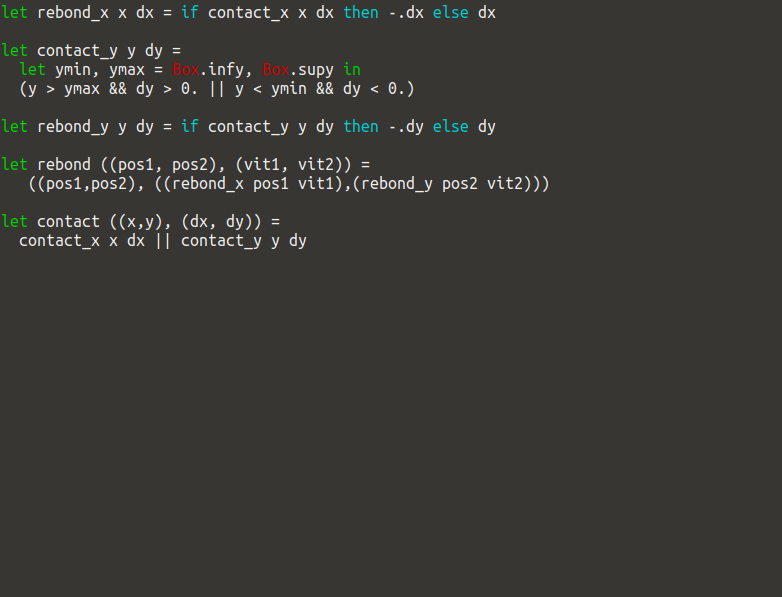 let rebond_x x dx = if contact_x x dx then -.dx else dx
let contact_y y dy =
let ymin, ymax = Box.infy, Box.supy in
(y > ymax && dy > 0. || y < ymin && dy < 0.)
let rebond_y y dy = if contact_y y dy then -.dy else dy
let rebond ((pos1, pos2), (vit1, vit2)) =
((pos1,pos2), ((rebond_x pos1 vit1),(rebond_y pos2 vit2)))
let contact ((x,y), (dx, dy)) =
contact_x x dx || contact_y y dy